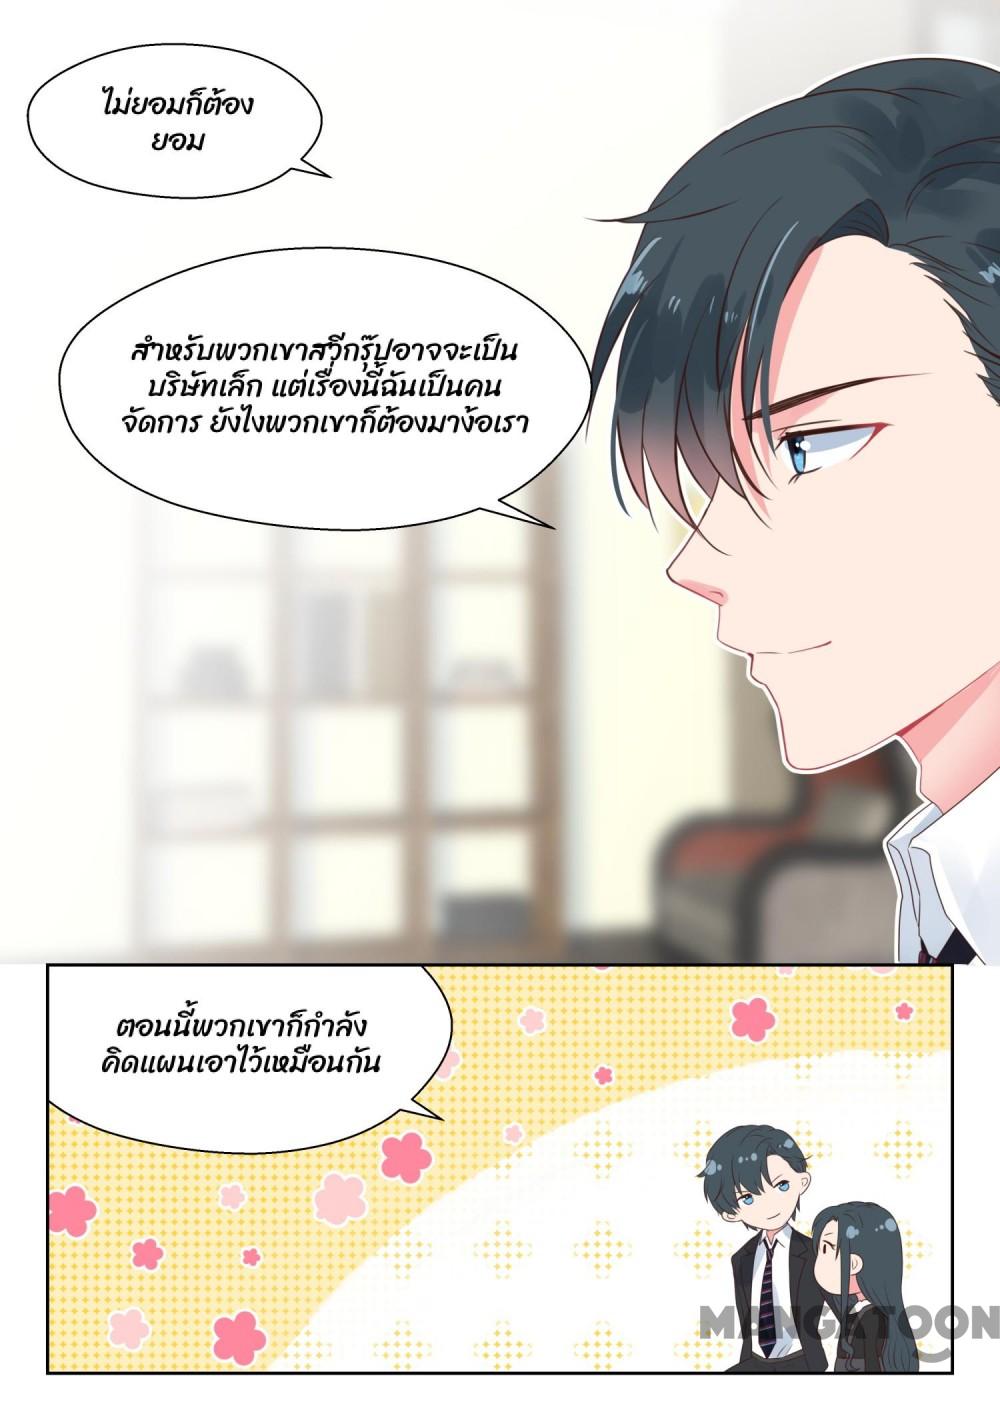 ไม่ยอมก็ต้อง
ยอม
สำหรับพวกเขาสวีกรุ๊ปอาจจะเป็น
บริษัทเล็ก แต่เรื่องนี้ฉันเป็นคน
จัดการ ยังไงพวกเขาก็ต้องมาง้อเรา
ตอนนี้พวกเขาก็กำลัง
คิดแผนเอาไว้เหมือนกัน
MANGATOON